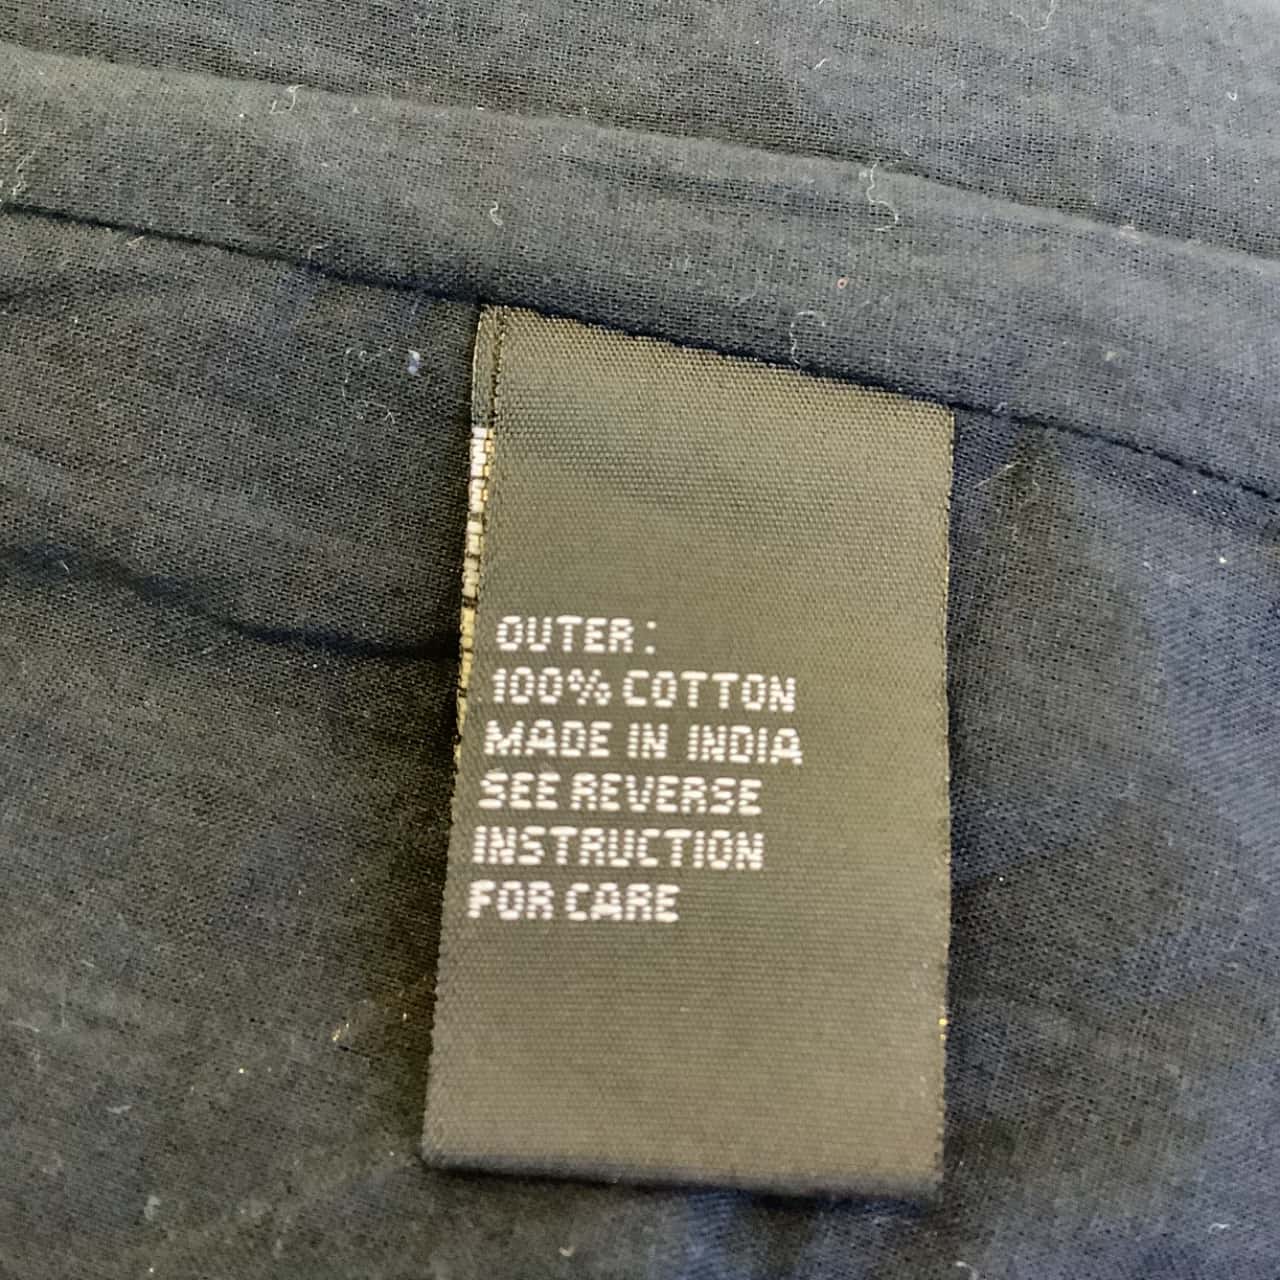 OUTER:
100% COTTON
MADE IN INDIA
SEE REVERSE
INSTRUCTION
FOR CARE